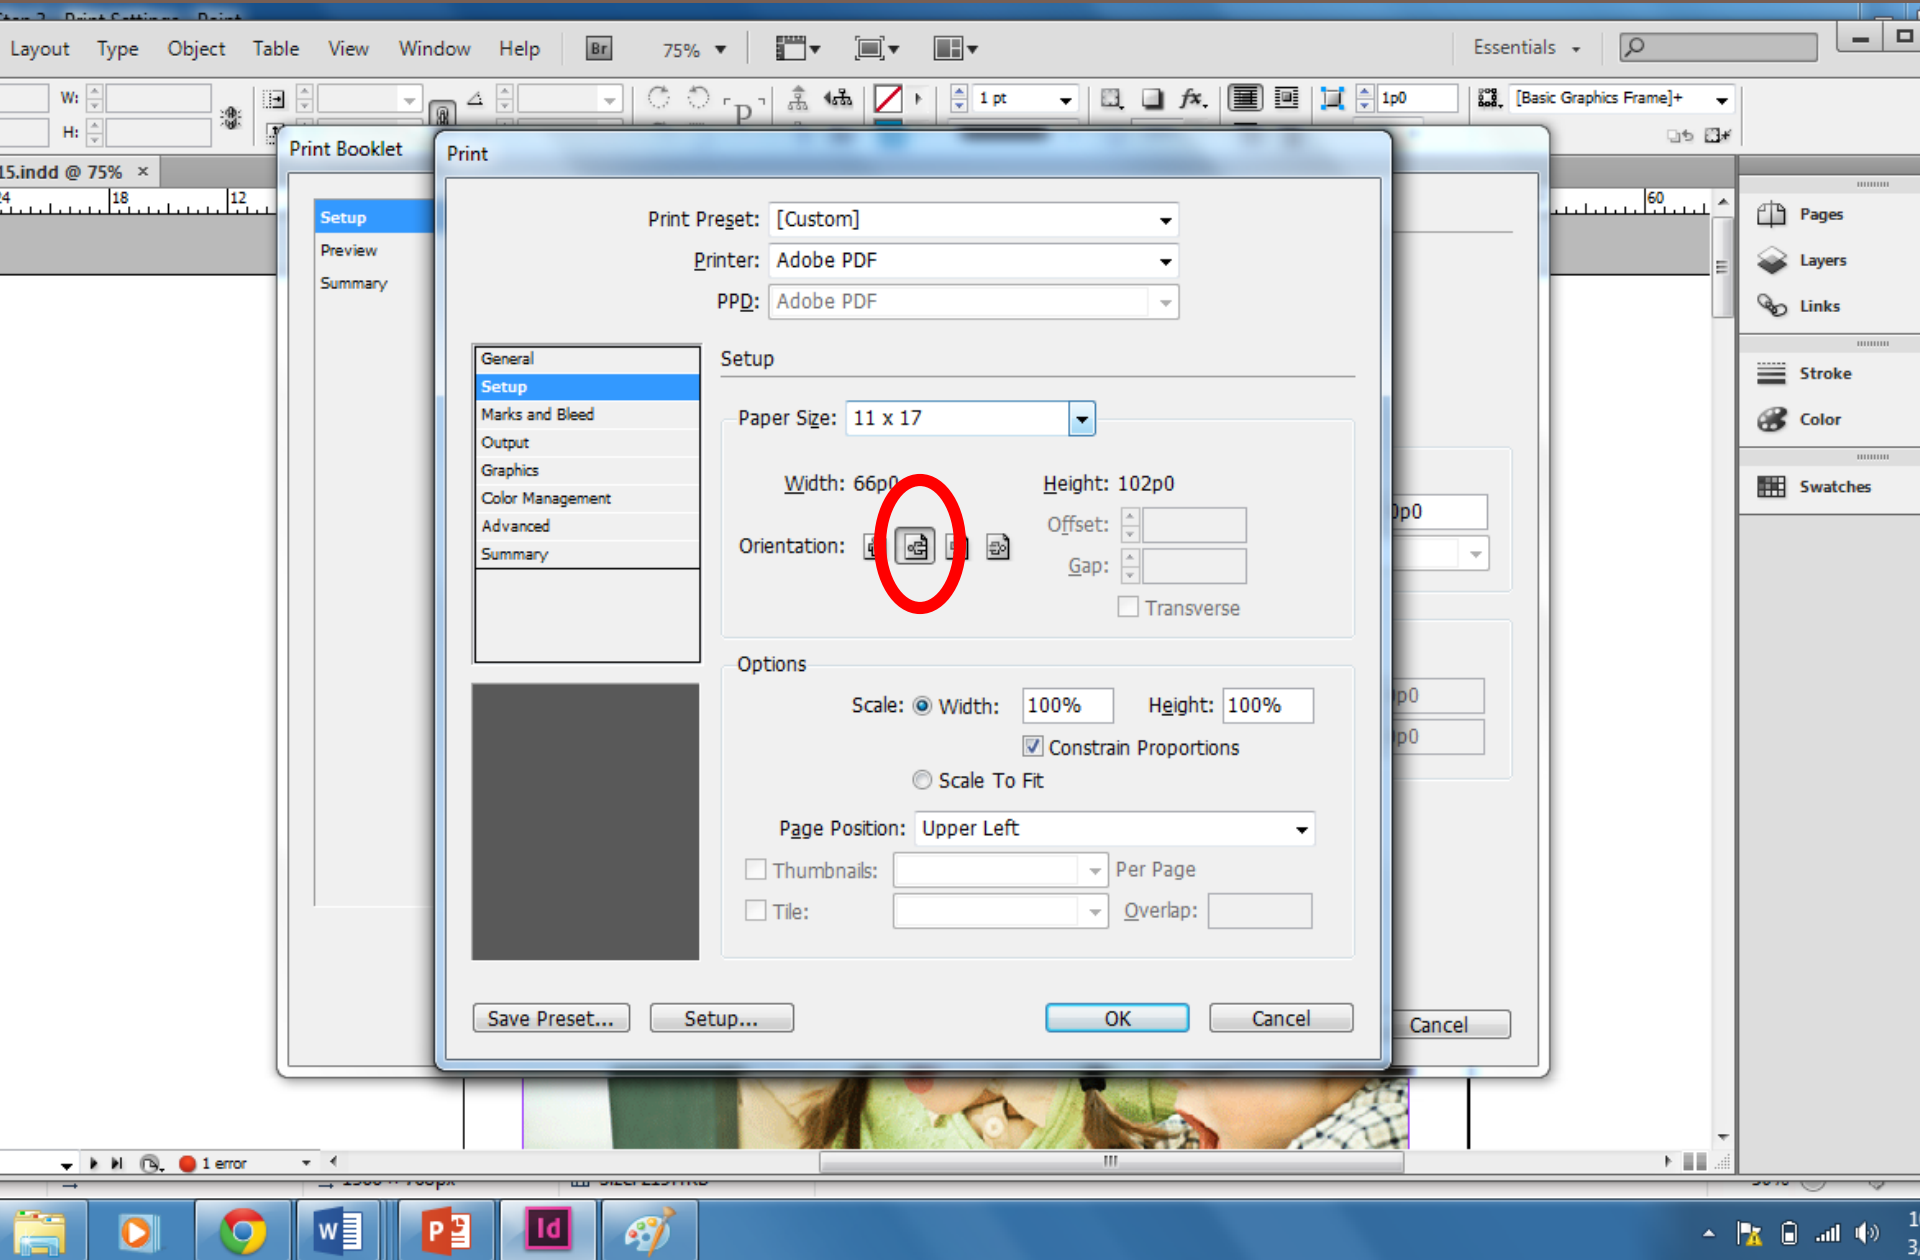 Layout Type Object Table View Window Help Br 75%
Essentials
W:
1 pt
1p0
[Basic Graphics Frame]+
H:
15.indd @ 75% ×
Print Booklet
Print
24 18 12 60
Setup
Preview
Summary
Print Preset: [Custom]
Printer: Adobe PDF
PPD: Adobe PDF
General
Setup
Marks and Bleed
Output
Graphics
Color Management
Advanced
Summary
Setup
Paper Size: 11 x 17
Width: 66p0
Height: 102p0
Orientation:
Offset:
Gap:
Transverse
Options
Scale: Width: 100% Height: 100%
Constrain Proportions
Scale To Fit
Page Position: Upper Left
Thumbnails: Per Page
Tile: Overlap:
Save Preset... Setup... OK Cancel
Cancel
Pages
Layers
Links
Stroke
Color
Swatches
1 error
W P Id